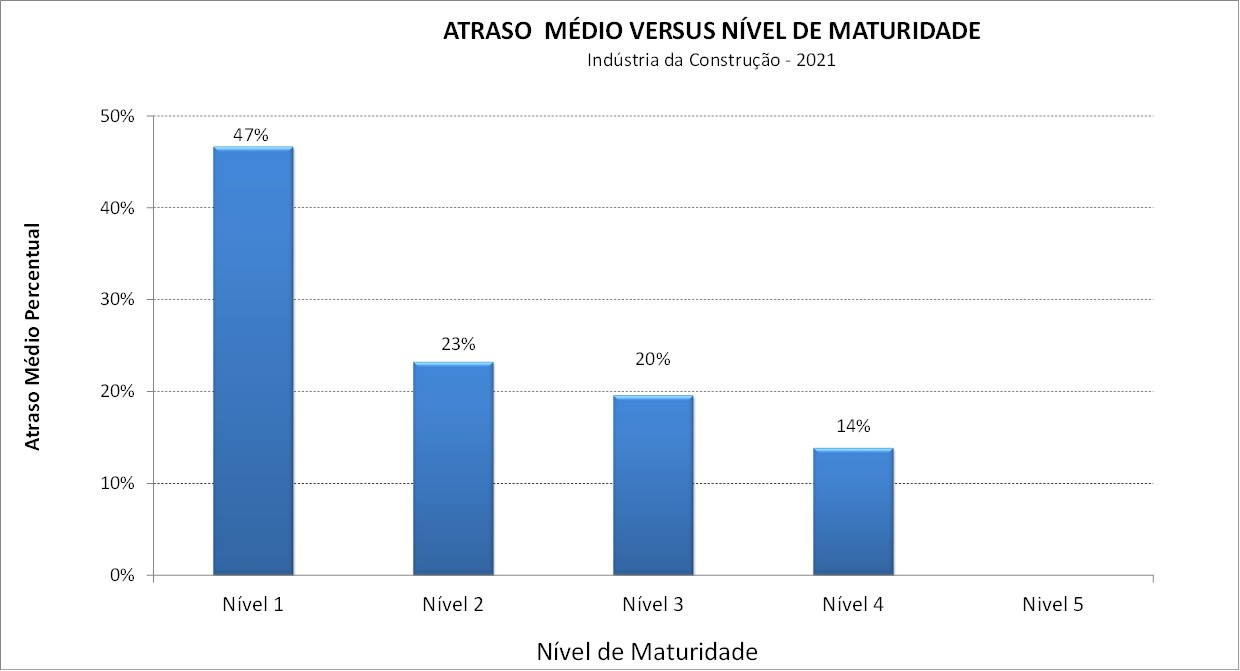 ATRASO  MÉDIO VERSUS NÍVEL DE MATURIDADE
Indústria da Construção - 2021
Atraso Médio Percentual
50%
40%
30%
20%
10%
0%
47%
23%
20%
14%
Nível 1
Nível 2
Nível 3
Nível 4
Nivel 5
Nível de Maturidade